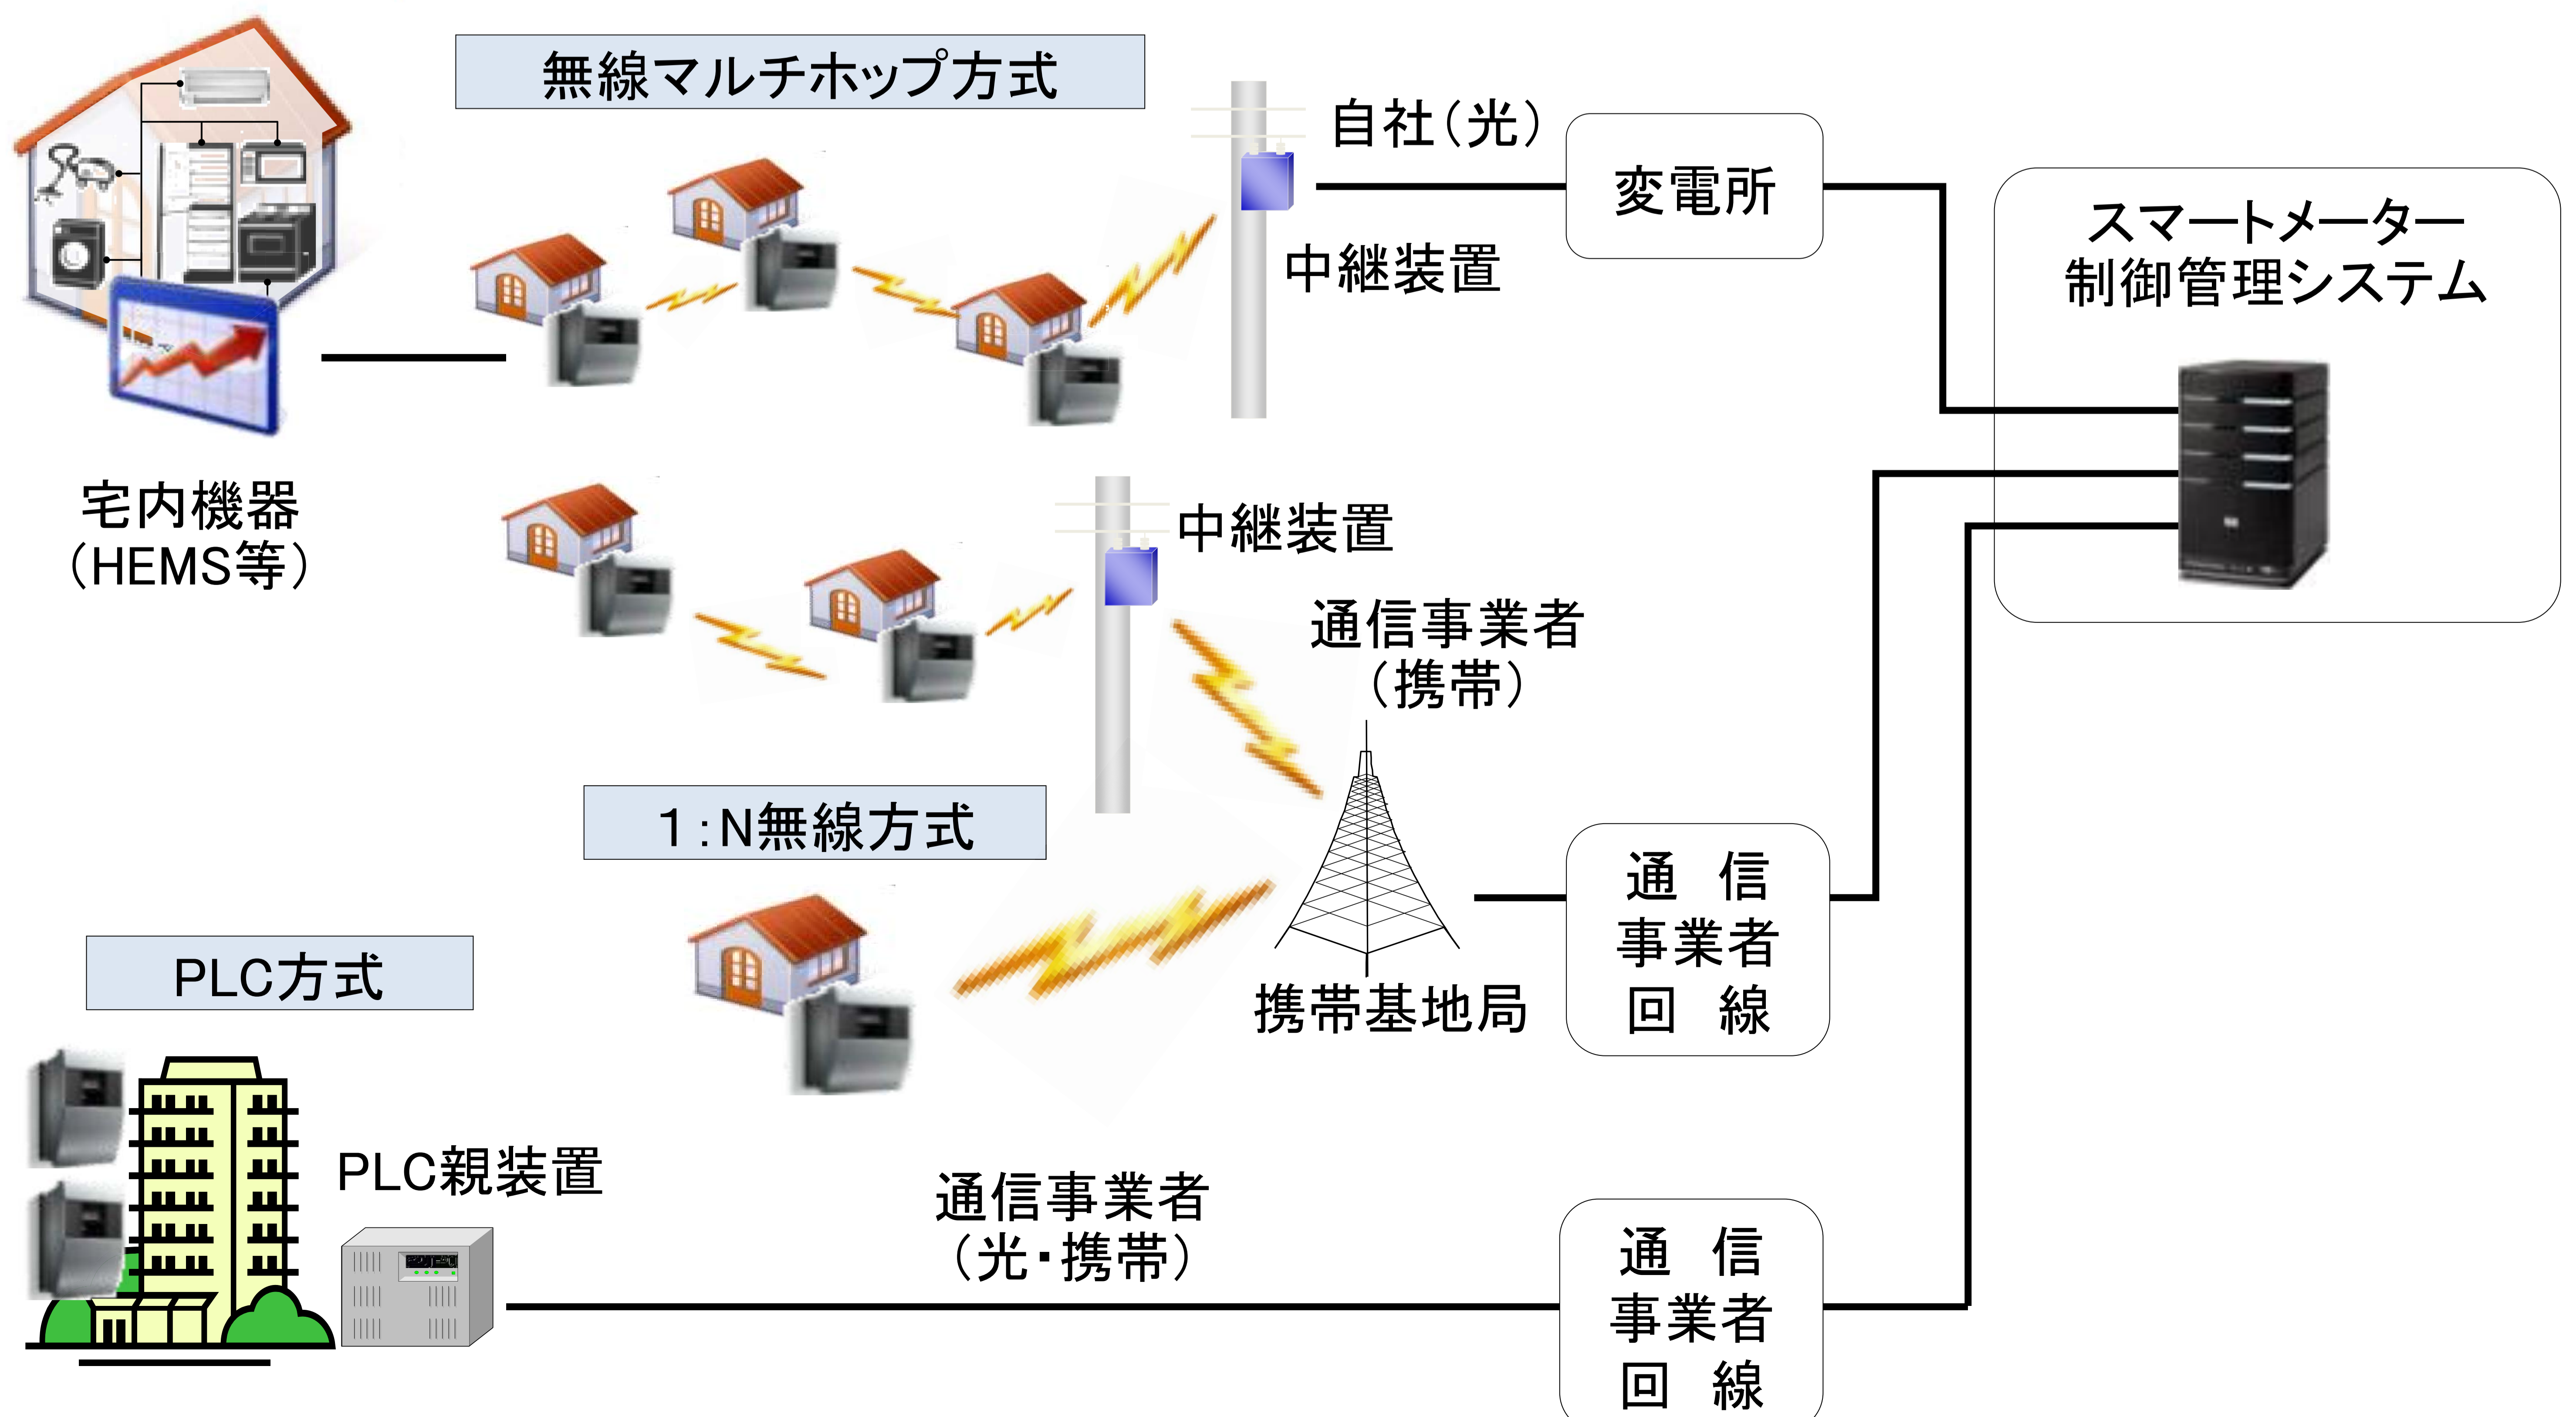 無線マルチホップ方式
自社(光)
変電所
中継装置
スマートメーター
制御管理システム
宅内機器
(HEMS等)
中継装置
通信事業者
(携帯)
1:N無線方式
携帯基地局
通 信
事業者
回 線
PLC方式
PLC親装置
通信事業者
(光・携帯)
通 信
事業者
回 線